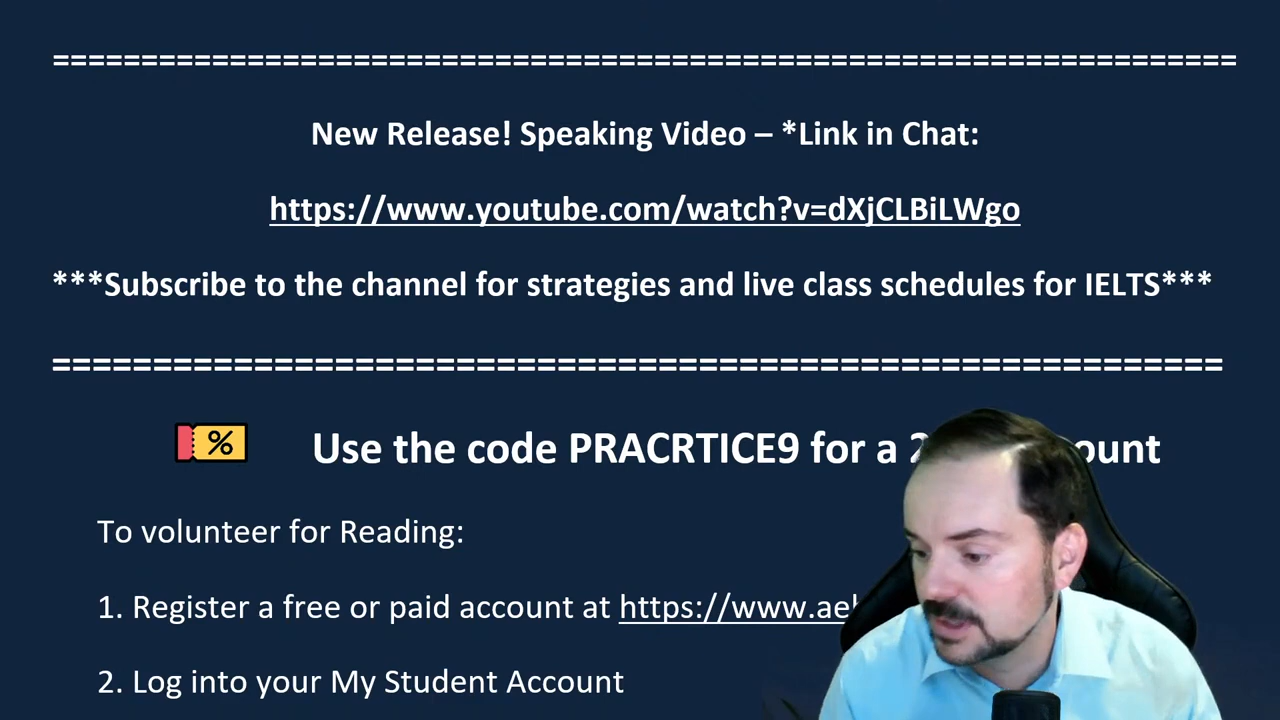 ==================================================================
New Release! Speaking Video – *Link in Chat:
https://www.youtube.com/watch?v=dXjCLBiLWgo
***Subscribe to the channel for strategies and live class schedules for IELTS***
==========================================================
% Use the code PRACRTICE9 for a
To volunteer for Reading:
1. Register a free or paid account at
2. Log into your My Student Account